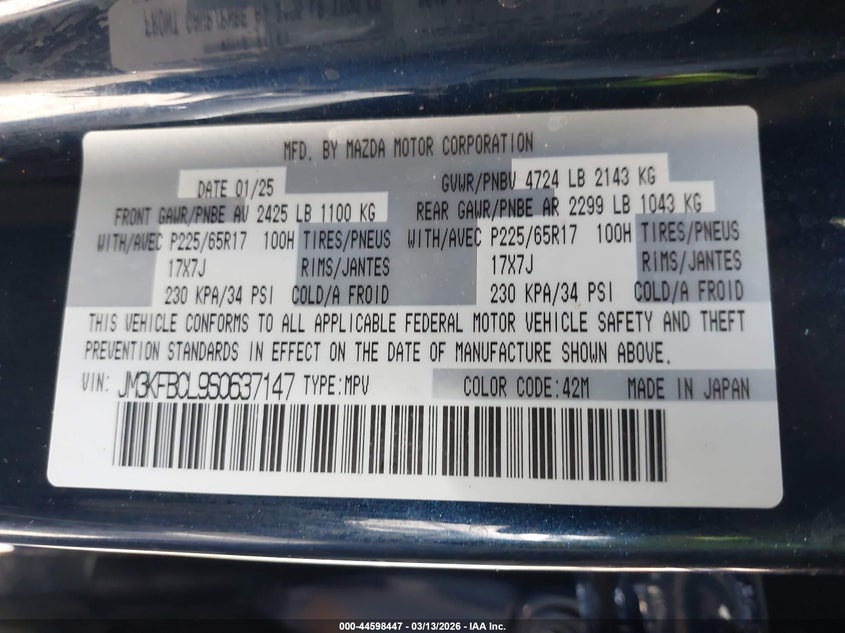 MFD. BY MAZDA MOTOR CORPORATION
DATE 01/25 GVWR/PNBV 4724 LB 2143 KG
FRONT GAWR/PNBE AV 2425 LB 1100 KG REAR GAWR/PNBE AR 2299 LB 1043 KG
WITH/AVEC P225/65R17 100H TIRES/PNEUS WITH/AVEC P225/65R17 100H TIRES/PNEUS
17X7J RIMS/JANTES 17X7J RIMS/JANTES
230 KPA/34 PSI COLD/A FROID 230 KPA/34 PSI COLD/A FROID
THIS VEHICLE CONFORMS TO ALL APPLICABLE FEDERAL MOTOR VEHICLE SAFETY AND THEFT
PREVENTION STANDARDS IN EFFECT ON THE DATE OF MANUFACTURE SHOWN ABOVE.
VIN: JM3KFBCL9S0637147 TYPE:MPV COLOR CODE:42M MADE IN JAPAN
000-44598447 - 03/13/2026 - IAA Inc.